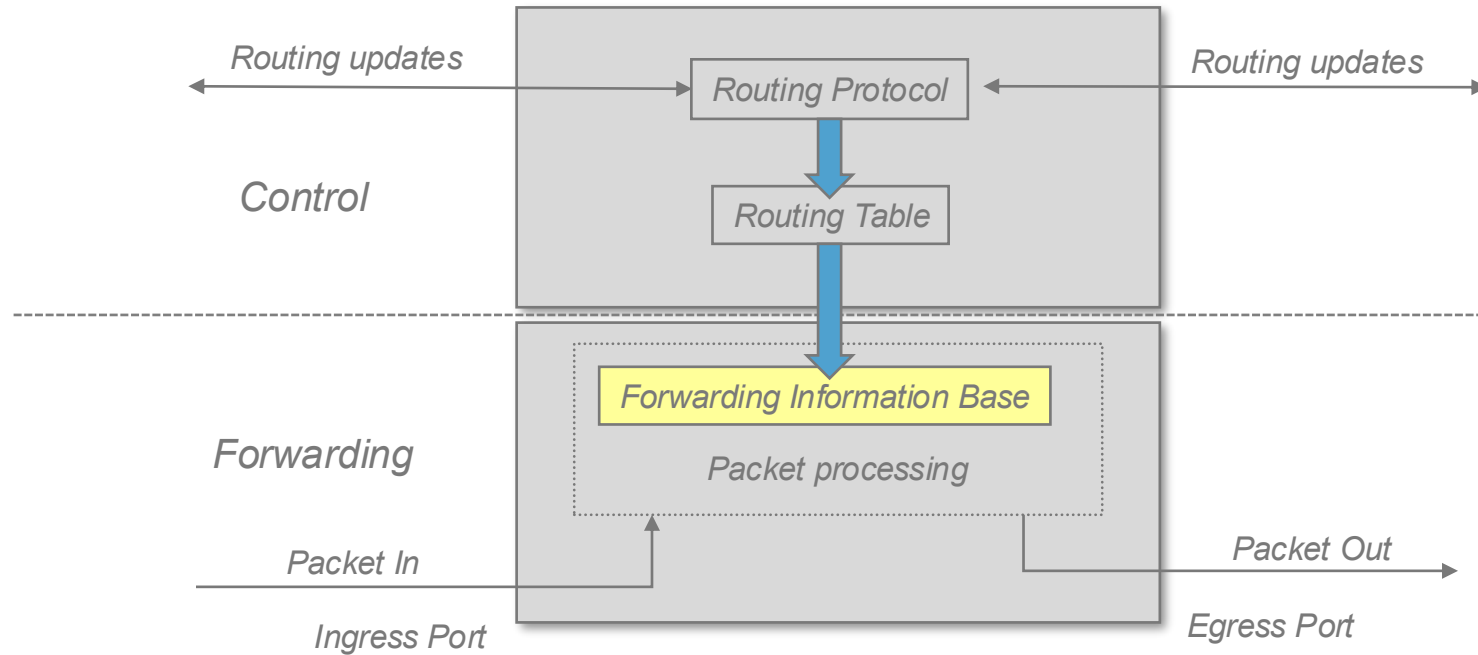 Routing updates
Routing updates
Routing Protocol
Control
Routing Table
Forwarding Information Base
Forwarding
Packet processing
Packet In
Packet Out
Ingress Port
Egress Port